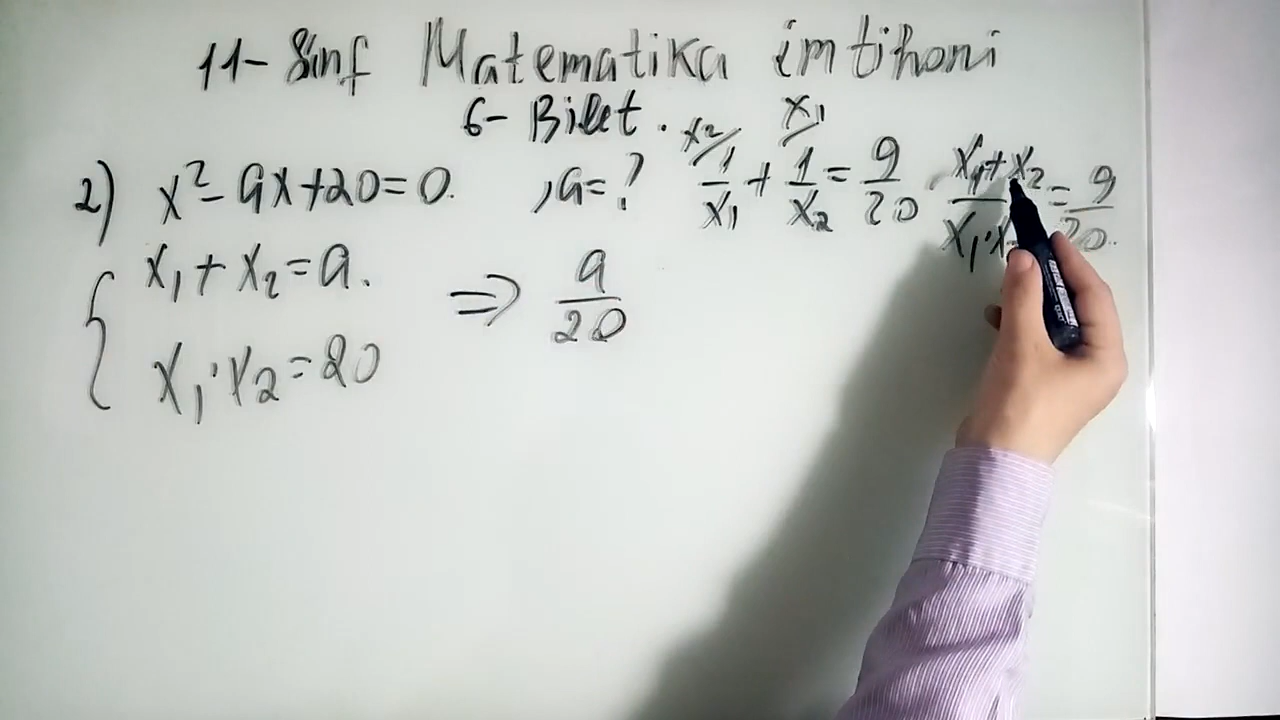 11- Sinf Matematika imtihoni
6- Bilet.
2) x² - ax + 20 = 0. , a = ? x₂/ 1/x₁ + x₁/ 1/x₂ = 9/20 x₁ + x₂ / x₁ · x = 9/20.
{ x₁ + x₂ = a. ⇒ a/20
x₁ · x₂ = 20